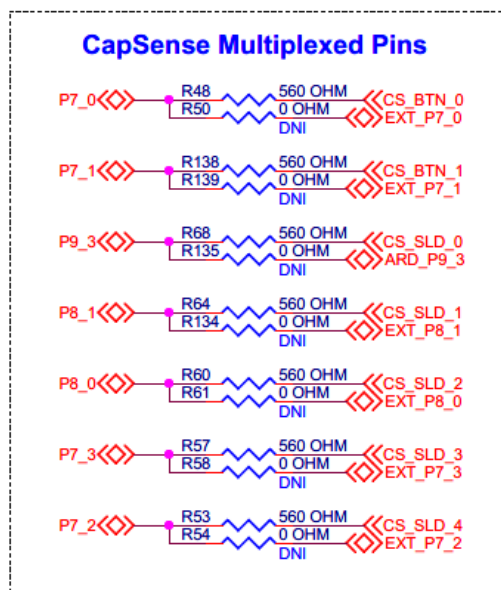 CapSense Multiplexed Pins
P7_0 R48 560 OHM CS_BTN_0
R50 0 OHM EXT_P7_0
DNI
P7_1 R138 560 OHM CS_BTN_1
R139 0 OHM EXT_P7_1
DNI
P9_3 R68 560 OHM CS_SLD_0
R135 0 OHM ARD_P9_3
DNI
P8_1 R64 560 OHM CS_SLD_1
R134 0 OHM EXT_P8_1
DNI
P8_0 R60 560 OHM CS_SLD_2
R61 0 OHM EXT_P8_0
DNI
P7_3 R57 560 OHM CS_SLD_3
R58 0 OHM EXT_P7_3
DNI
P7_2 R53 560 OHM CS_SLD_4
R54 0 OHM EXT_P7_2
DNI